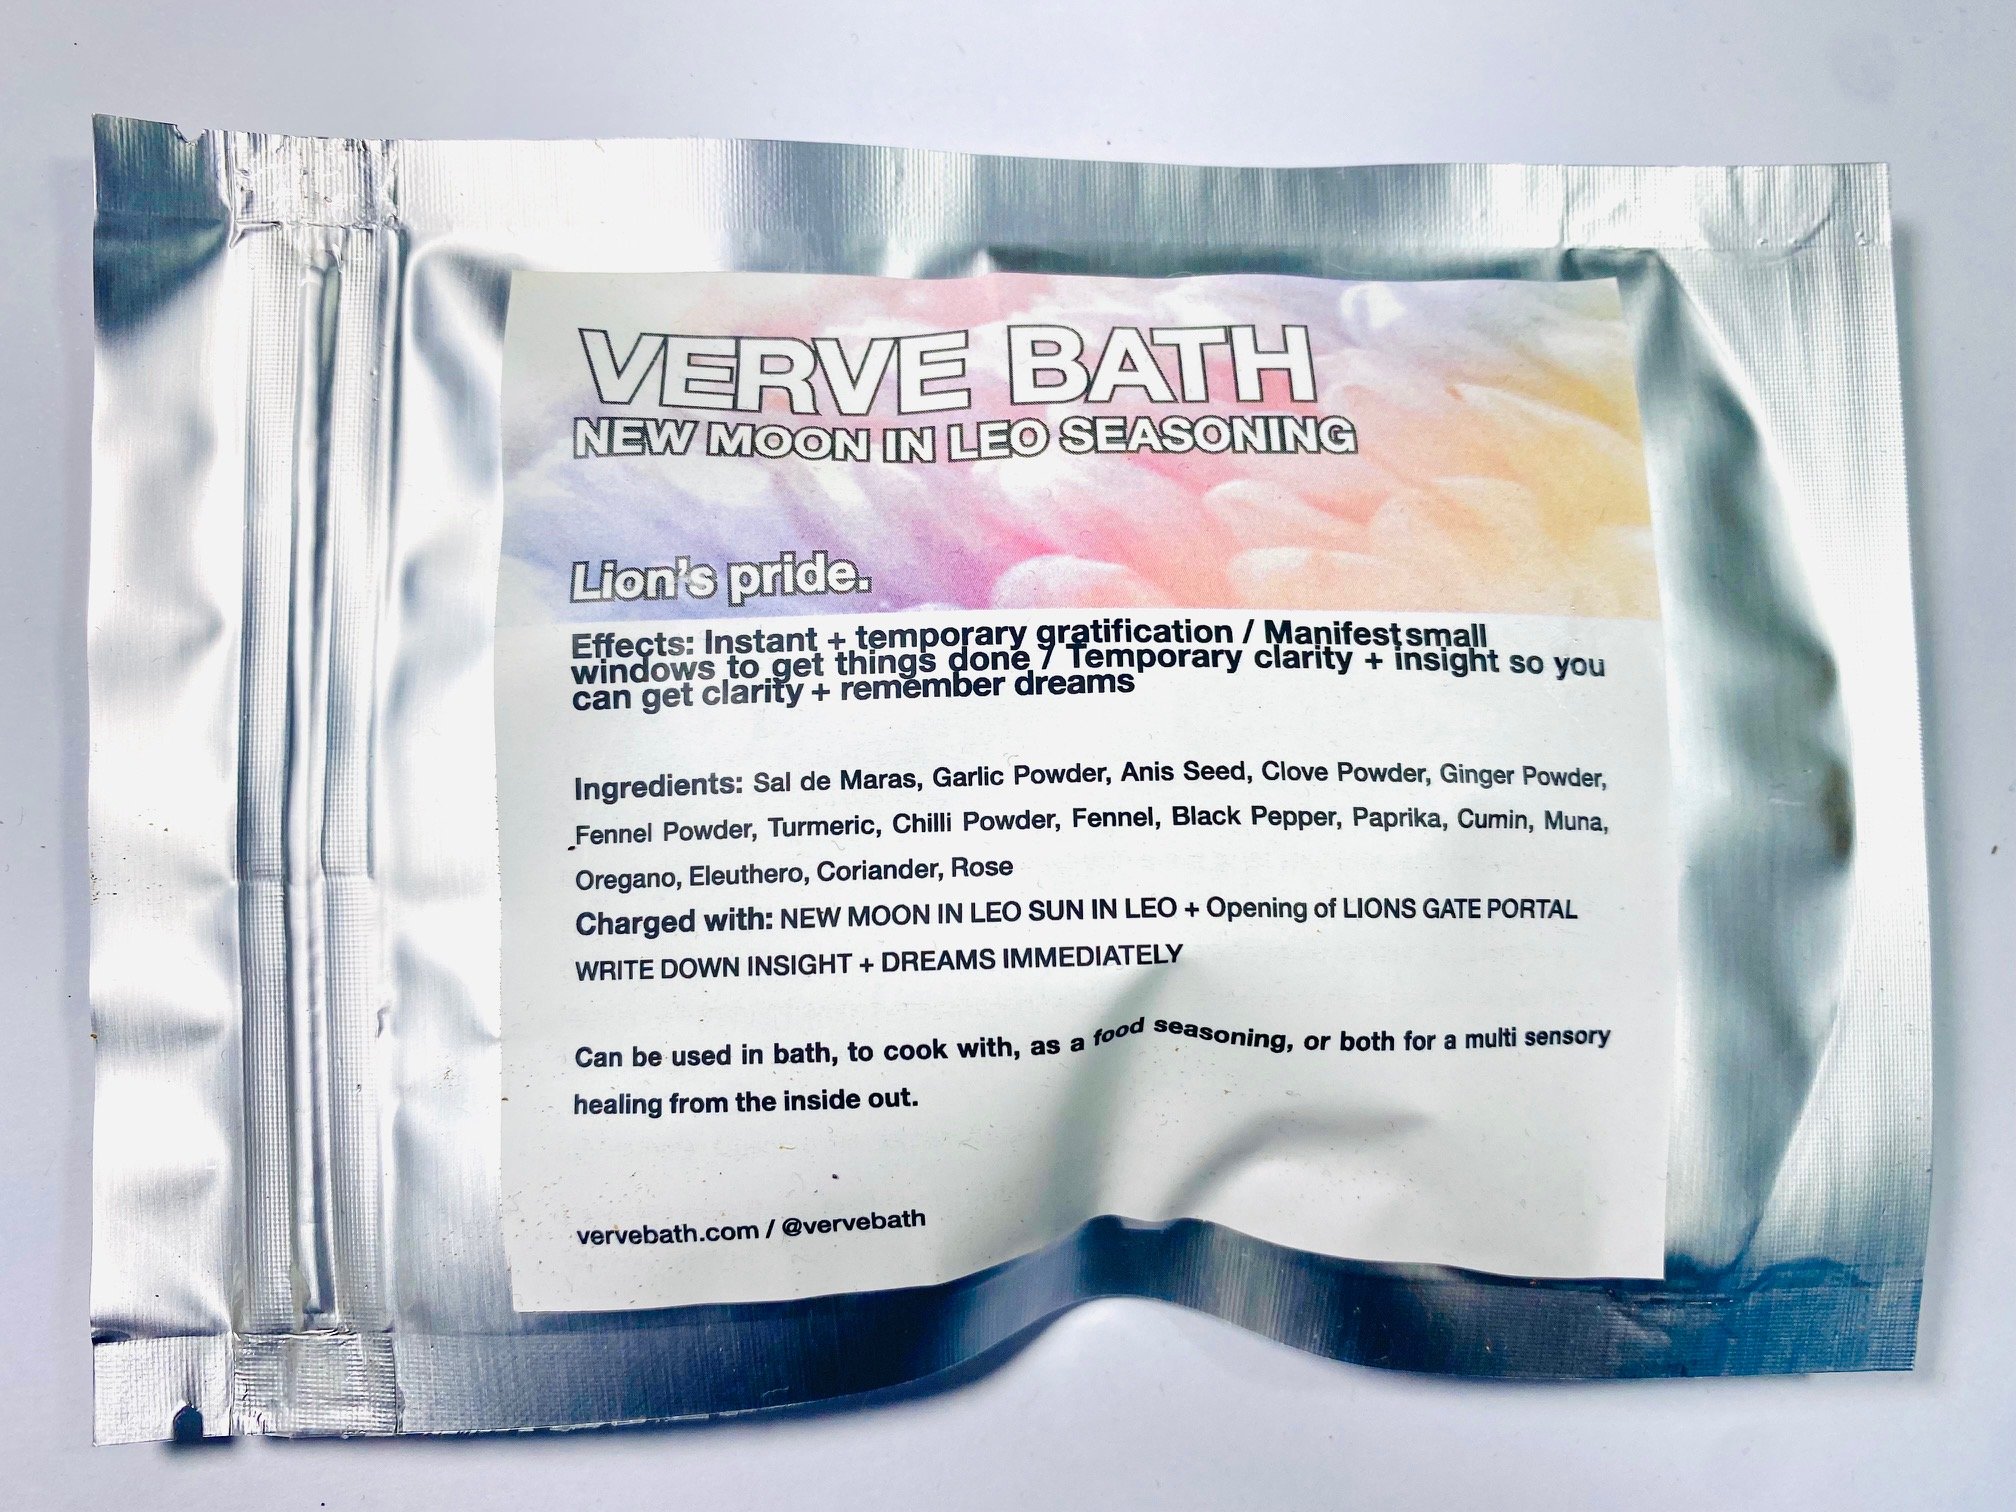 VERVE BATH
NEW MOON IN LEO SEASONING
Lion's pride.
Effects: Instant + temporary gratification / Manifest small
windows to get things done / Temporary clarity + insight so you
can get clarity + remember dreams
Ingredients: Sal de Maras, Garlic Powder, Anis Seed, Clove Powder, Ginger Powder,
Fennel Powder, Turmeric, Chilli Powder, Fennel, Black Pepper, Paprika, Cumin, Muna,
Oregano, Eleuthero, Coriander, Rose
Charged with: NEW MOON IN LEO SUN IN LEO + Opening of LIONS GATE PORTAL
WRITE DOWN INSIGHT + DREAMS IMMEDIATELY
Can be used in bath, to cook with, as a food seasoning, or both for a multi sensory
healing from the inside out.
vervebath.com / @vervebath